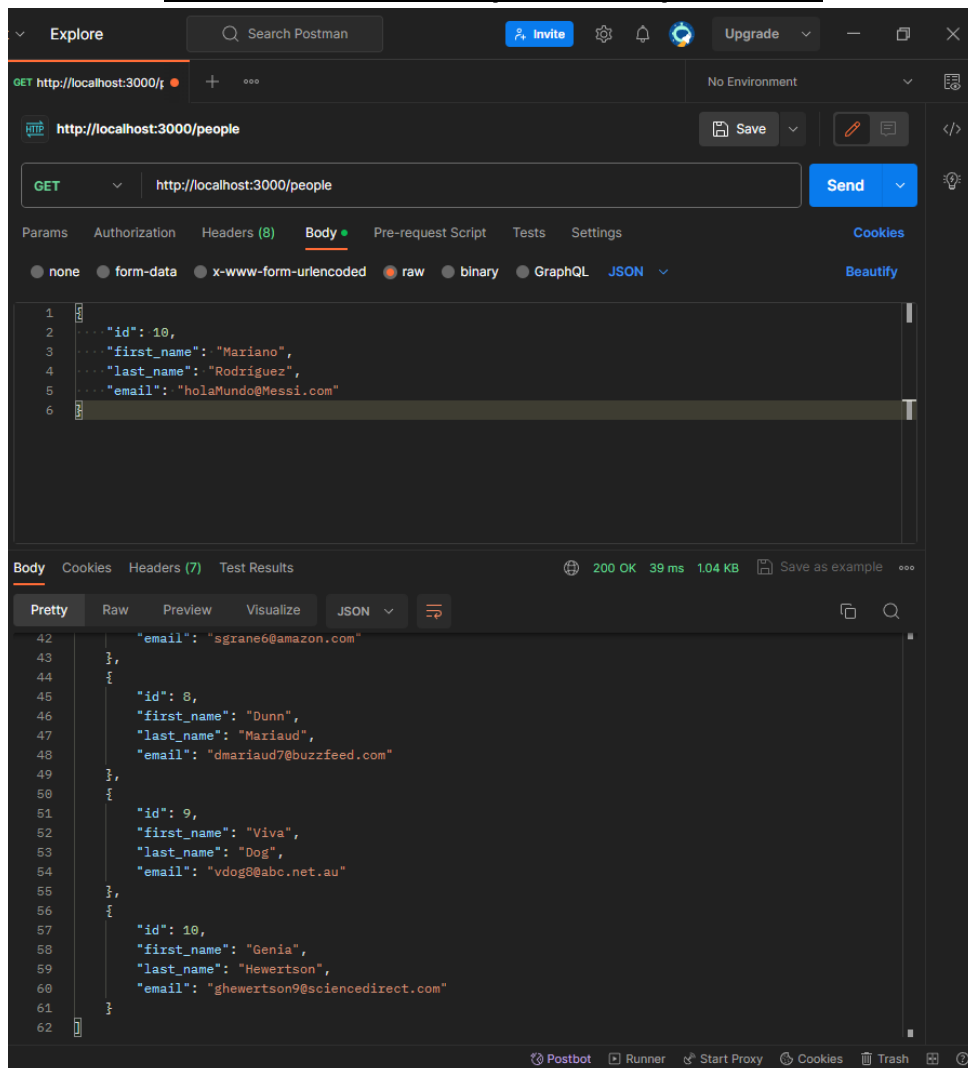 Explore
Search Postman
Invite
Upgrade
GET http://localhost:3000/p
No Environment
HTTP http://localhost:3000/people
Save
GET http://localhost:3000/people
Send
Params Authorization Headers (8) Body Pre-request Script Tests Settings Cookies
none form-data x-www-form-urlencoded raw binary GraphQL JSON Beautify
1 {
2 "id": 10,
3 "first_name": "Mariano",
4 "last_name": "Rodriguez",
5 "email": "holaMundo@Messi.com"
6 }
Body Cookies Headers (7) Test Results 200 OK 39 ms 1.04 KB Save as example
Pretty Raw Preview Visualize JSON
42 "email": "sgrane6@amazon.com"
43 },
44 {
45 "id": 8,
46 "first_name": "Dunn",
47 "last_name": "Mariaud",
48 "email": "dmariaud7@buzzfeed.com"
49 },
50 {
51 "id": 9,
52 "first_name": "Viva",
53 "last_name": "Dog",
54 "email": "vdog8@abc.net.au"
55 },
56 {
57 "id": 10,
58 "first_name": "Genia",
59 "last_name": "Hewertson",
60 "email": "ghewertson9@sciencedirect.com"
61 }
62 ]
Postbot Runner Start Proxy Cookies Trash